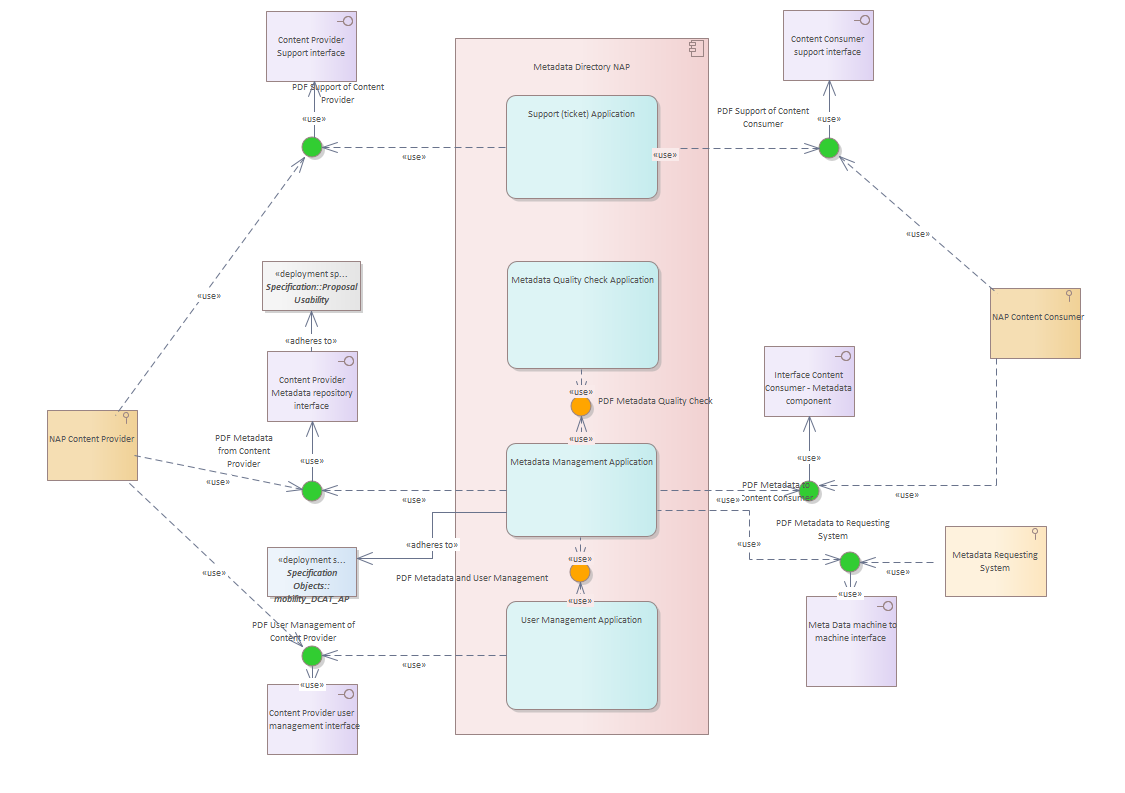 Content Provider
Support interface
Content Consumer
support interface
Metadata Directory NAP
PDF Support of Content
Provider
«use»
PDF Support of Content
Consumer
«use»
Support (ticket) Application
«use»
«use»
«use»
«use»
«deployment sp...
Specification::Proposal
Usability
«adheres to»
Metadata Quality Check Application
NAP Content Consumer
Content Provider
Metadata repository
interface
Interface Content
Consumer - Metadata
component
«use»
PDF Metadata Quality Check
«use»
NAP Content Provider
PDF Metadata
from Content
Provider
«use»
«use»
Metadata Management Application
«use»
«use»
«use»
PDF Metadata to
Content Consumer
«use»
«use»
PDF Metadata to Requesting
System
«adheres to»
«use»
«use»
Metadata Requesting
System
«deployment s...
Specification
Objects::
mobility_DCAT_AP
«use»
PDF Metadata and User Management
«use»
«use»
«use»
User Management Application
PDF User Management of
Content Provider
Meta Data machine to
machine interface
«use»
«use»
Content Provider user
management interface